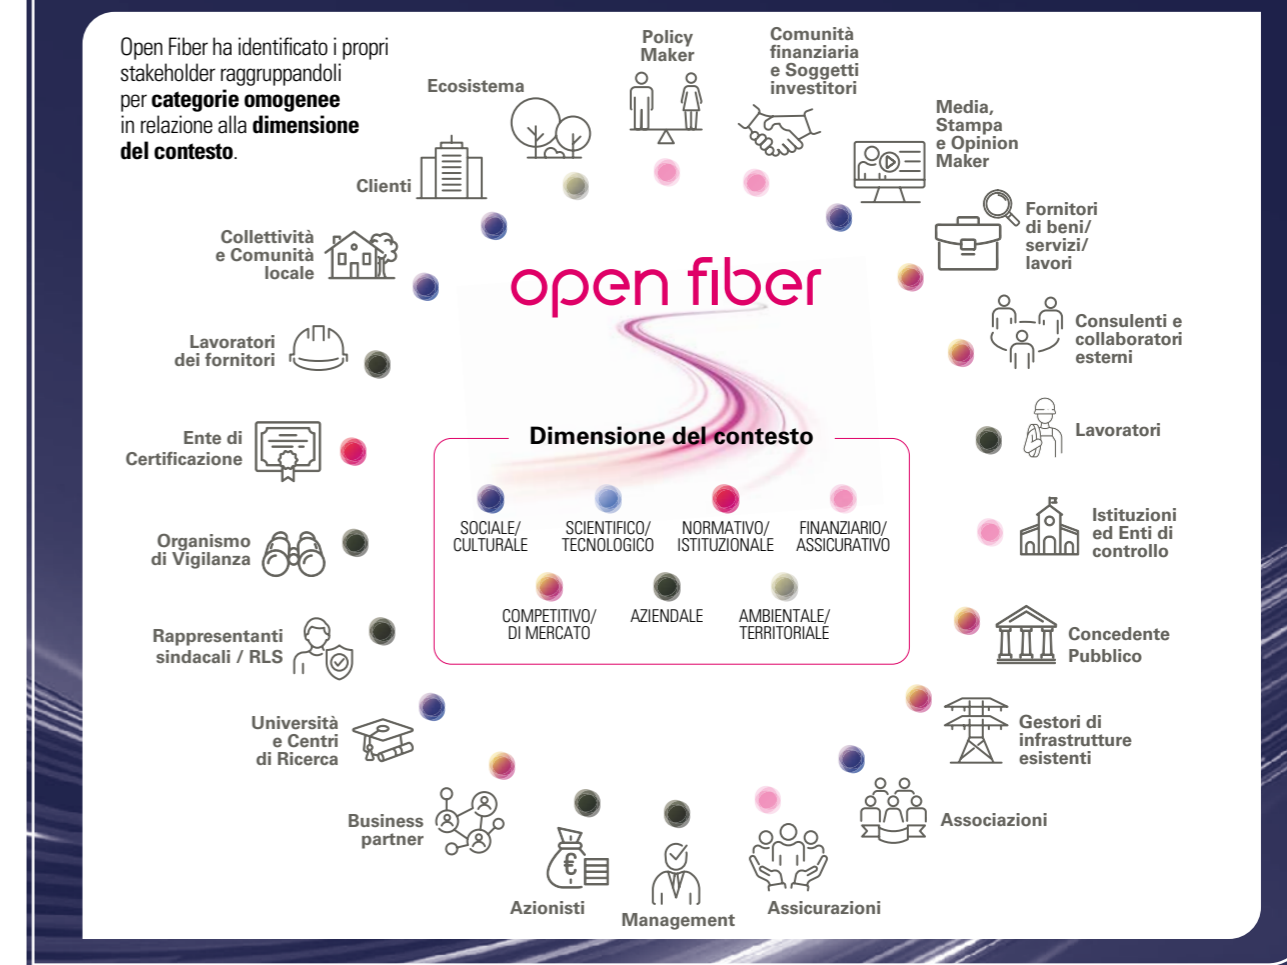 Open Fiber ha identificato i propri
stakeholder raggruppandoli
per categorie omogenee
in relazione alla dimensione
del contesto.
Policy
Maker
Comunità
finanziaria
e Soggetti
investitori
Media,
Stampa
e Opinion
Maker
Fornitori
di beni/
servizi/
lavori
Consulenti e
collaboratori
esterni
Lavoratori
Istituzioni
ed Enti di
controllo
Concedente
Pubblico
Gestori di
infrastrutture
esistenti
Associazioni
Assicurazioni
Management
Azionisti
€
Business
partner
Università
e Centri
di Ricerca
Rappresentanti
sindacali / RLS
Organismo
di Vigilanza
Ente di
Certificazione
Lavoratori
dei fornitori
Collettività
e Comunità
locale
Clienti
Ecosistema
open fiber
Dimensione del contesto
SOCIALE/
CULTURALE
SCIENTIFICO/
TECNOLOGICO
NORMATIVO/
ISTITUZIONALE
FINANZIARIO/
ASSICURATIVO
COMPETITIVO/
DI MERCATO
AZIENDALE
AMBIENTALE/
TERRITORIALE